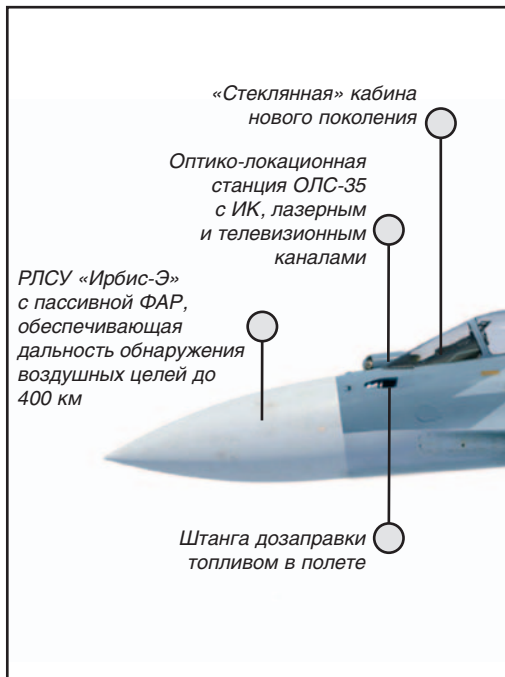 «Стеклянная» кабина
нового поколения
Оптико-локационная
станция ОЛС-35
с ИК, лазерным
и телевизионным
каналами
РЛСУ «Ирбис-Э»
с пассивной ФАР,
обеспечивающая
дальность обнаружения
воздушных целей до
400 км
Штанга дозаправки
топливом в полете